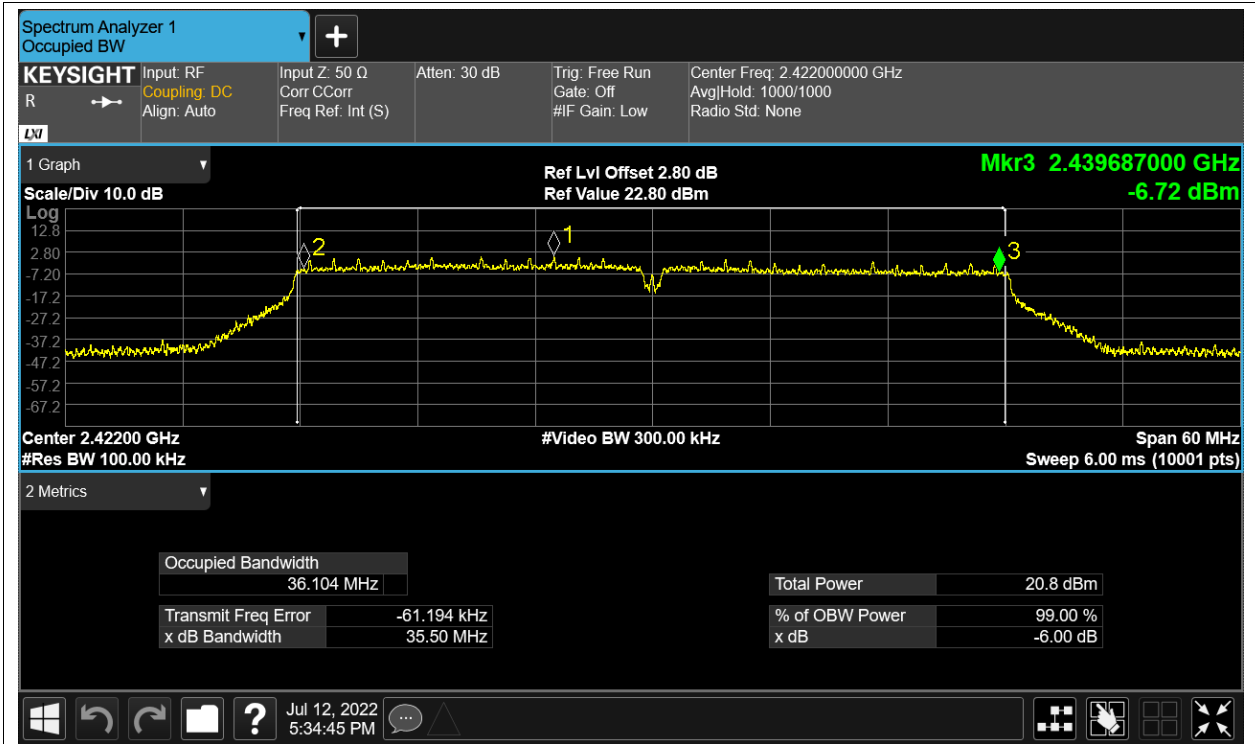 Spectrum Analyzer 1
Occupied BW
+
KEYSIGHT
R
LXI
Input: RF
Coupling: DC
Align: Auto
Input Z: 50 Ω
Corr CCorr
Freq Ref: Int (S)
Atten: 30 dB
Trig: Free Run
Gate: Off
#IF Gain: Low
Center Freq: 2.422000000 GHz
Avg|Hold: 1000/1000
Radio Std: None
1 Graph
Scale/Div 10.0 dB
Ref Lvl Offset 2.80 dB
Ref Value 22.80 dBm
Mkr3 2.439687000 GHz
-6.72 dBm
Log
12.8
2.80
-7.20
-17.2
-27.2
-37.2
-47.2
-57.2
-67.2
2
1
3
Center 2.42200 GHz
#Res BW 100.00 kHz
#Video BW 300.00 kHz
Span 60 MHz
Sweep 6.00 ms (10001 pts)
2 Metrics
Occupied Bandwidth
36.104 MHz
Transmit Freq Error -61.194 kHz
x dB Bandwidth 35.50 MHz
Total Power 20.8 dBm
% of OBW Power 99.00 %
x dB -6.00 dB
?
Jul 12, 2022
5:34:45 PM